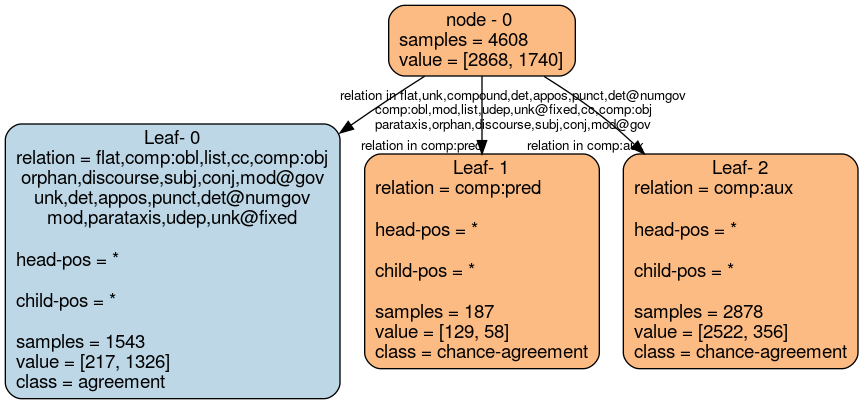 node - 0
samples = 4608
value = [2868, 1740]
relation in flat,unk,compound,det,appos,punct,det@numgov
comp:obl,mod,list,udep,unk@fixed,cc,comp:obj
parataxis,orphan,discourse,subj,conj,mod@gov
relation in comp:pred
relation in comp:aux
Leaf- 0
relation = flat,comp:obl,list,cc,comp:obj
orphan,discourse,subj,conj,mod@gov
unk,det,appos,punct,det@numgov
mod,parataxis,udep,unk@fixed
head-pos = *
child-pos = *
samples = 1543
value = [217, 1326]
class = agreement
Leaf- 1
relation = comp:pred
head-pos = *
child-pos = *
samples = 187
value = [129, 58]
class = chance-agreement
Leaf- 2
relation = comp:aux
head-pos = *
child-pos = *
samples = 2878
value = [2522, 356]
class = chance-agreement